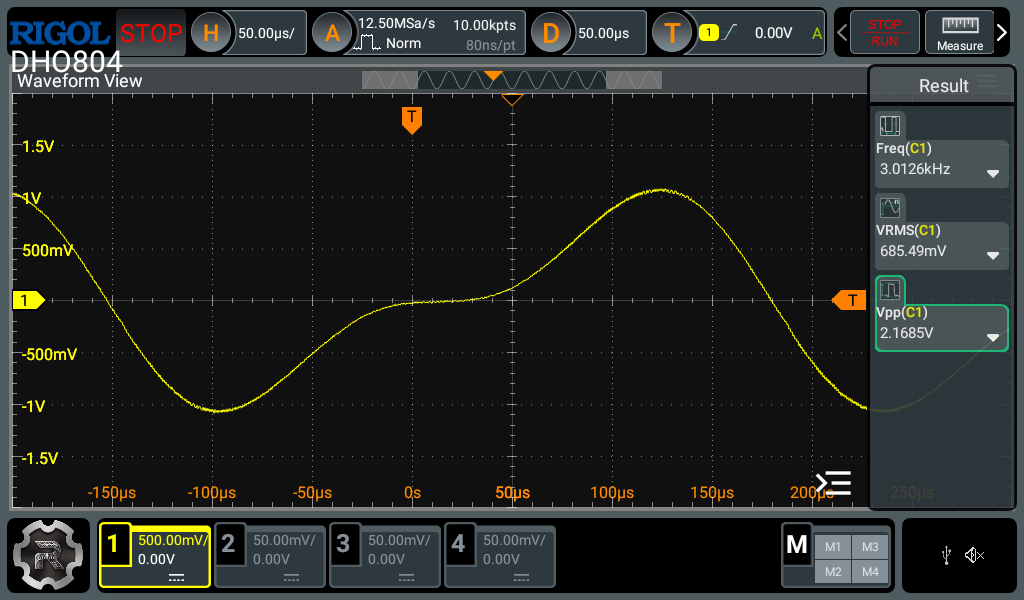 RIGOL STOP H 50.00µs/ A 12.50MSa/s 10.00kpts D 50.00µs T 1 0.00V A STOP
Norm 80ns/pt RUN Measure
DHO804
Waveform View
Result
T
1.5V
Freq(C1)
3.0126kHz
1V
VRMS(C1)
500mV
685.49mV
1 T
Vpp(C1)
2.1685V
-500mV
-1V
-1.5V
-150µs -100µs -50µs 0s 50µs 100µs 150µs 200µs 250µs
1 500.00mV/ 2 50.00mV/ 3 50.00mV/ 4 50.00mV/ M M1 M3
0.00V 0.00V 0.00V 0.00V M2 M4
R